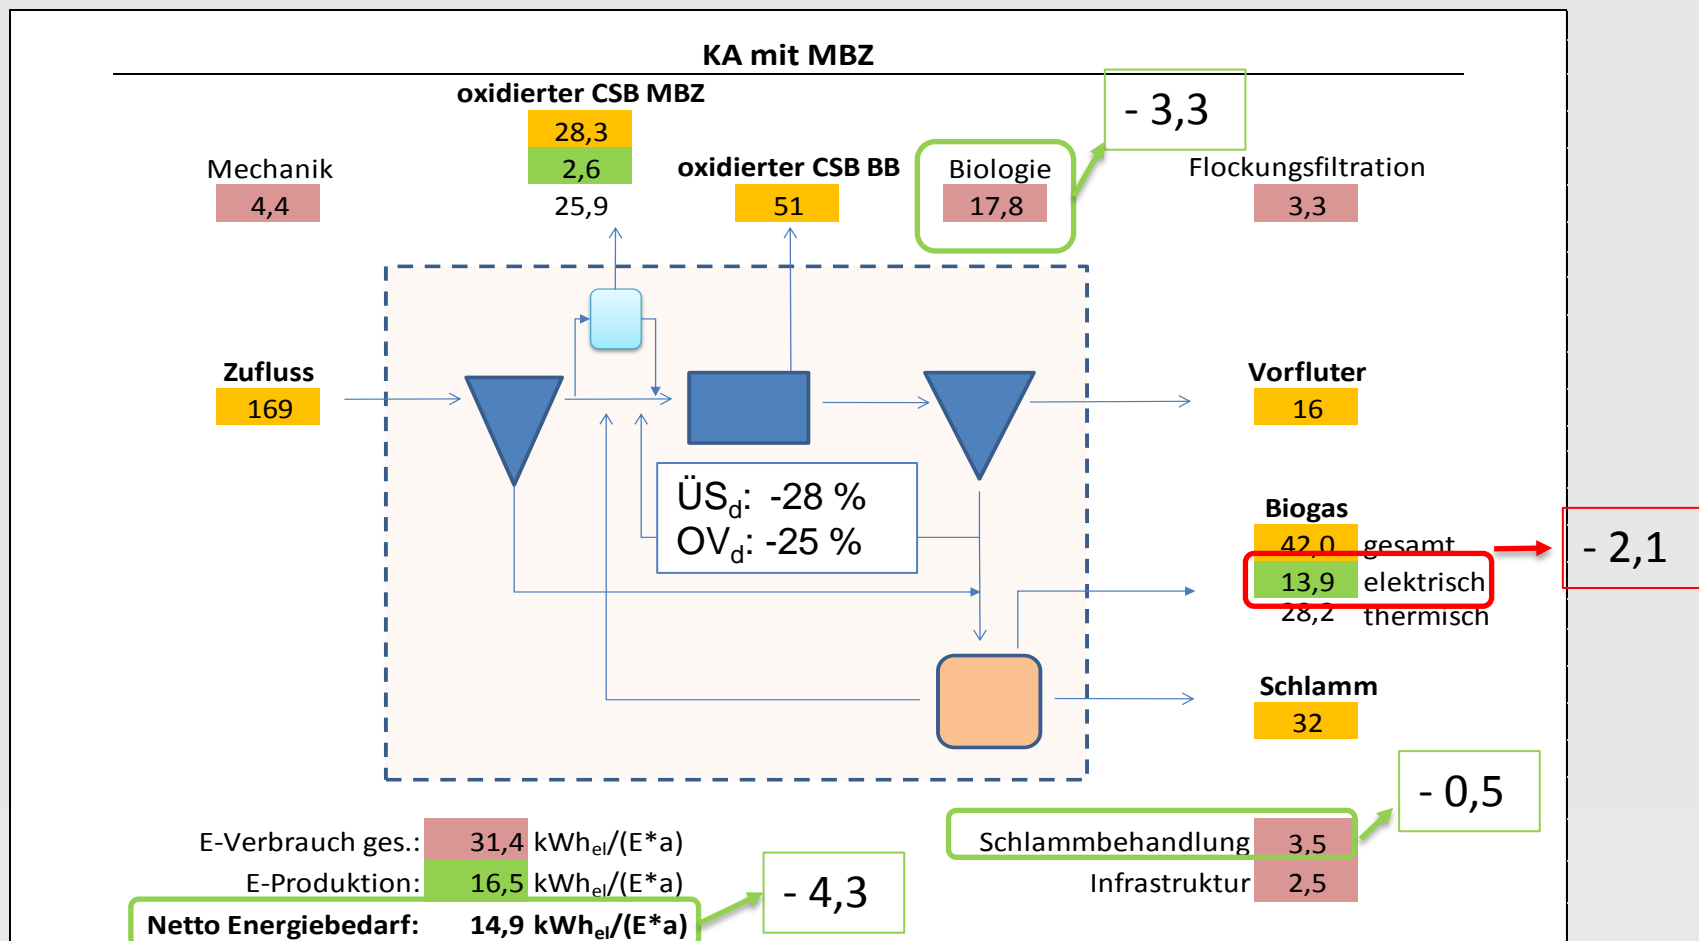 KA mit MBZ
oxidierter CSB MBZ
28,3
2,6
25,9
Mechanik
4,4
oxidierter CSB BB
51
Biologie
17,8
- 3,3
Flockungsfiltration
3,3
Zufluss
169
Vorfluter
16
ÜSd: -28 %
OVd: -25 %
Biogas
42,0 gesamt
13,9 elektrisch
28,2 thermisch
- 2,1
Schlamm
32
- 0,5
E-Verbrauch ges.: 31,4 kWhel/(E*a)
E-Produktion: 16,5 kWhel/(E*a)
Netto Energiebedarf: 14,9 kWhel/(E*a)
- 4,3
Schlammbehandlung 3,5
Infrastruktur 2,5